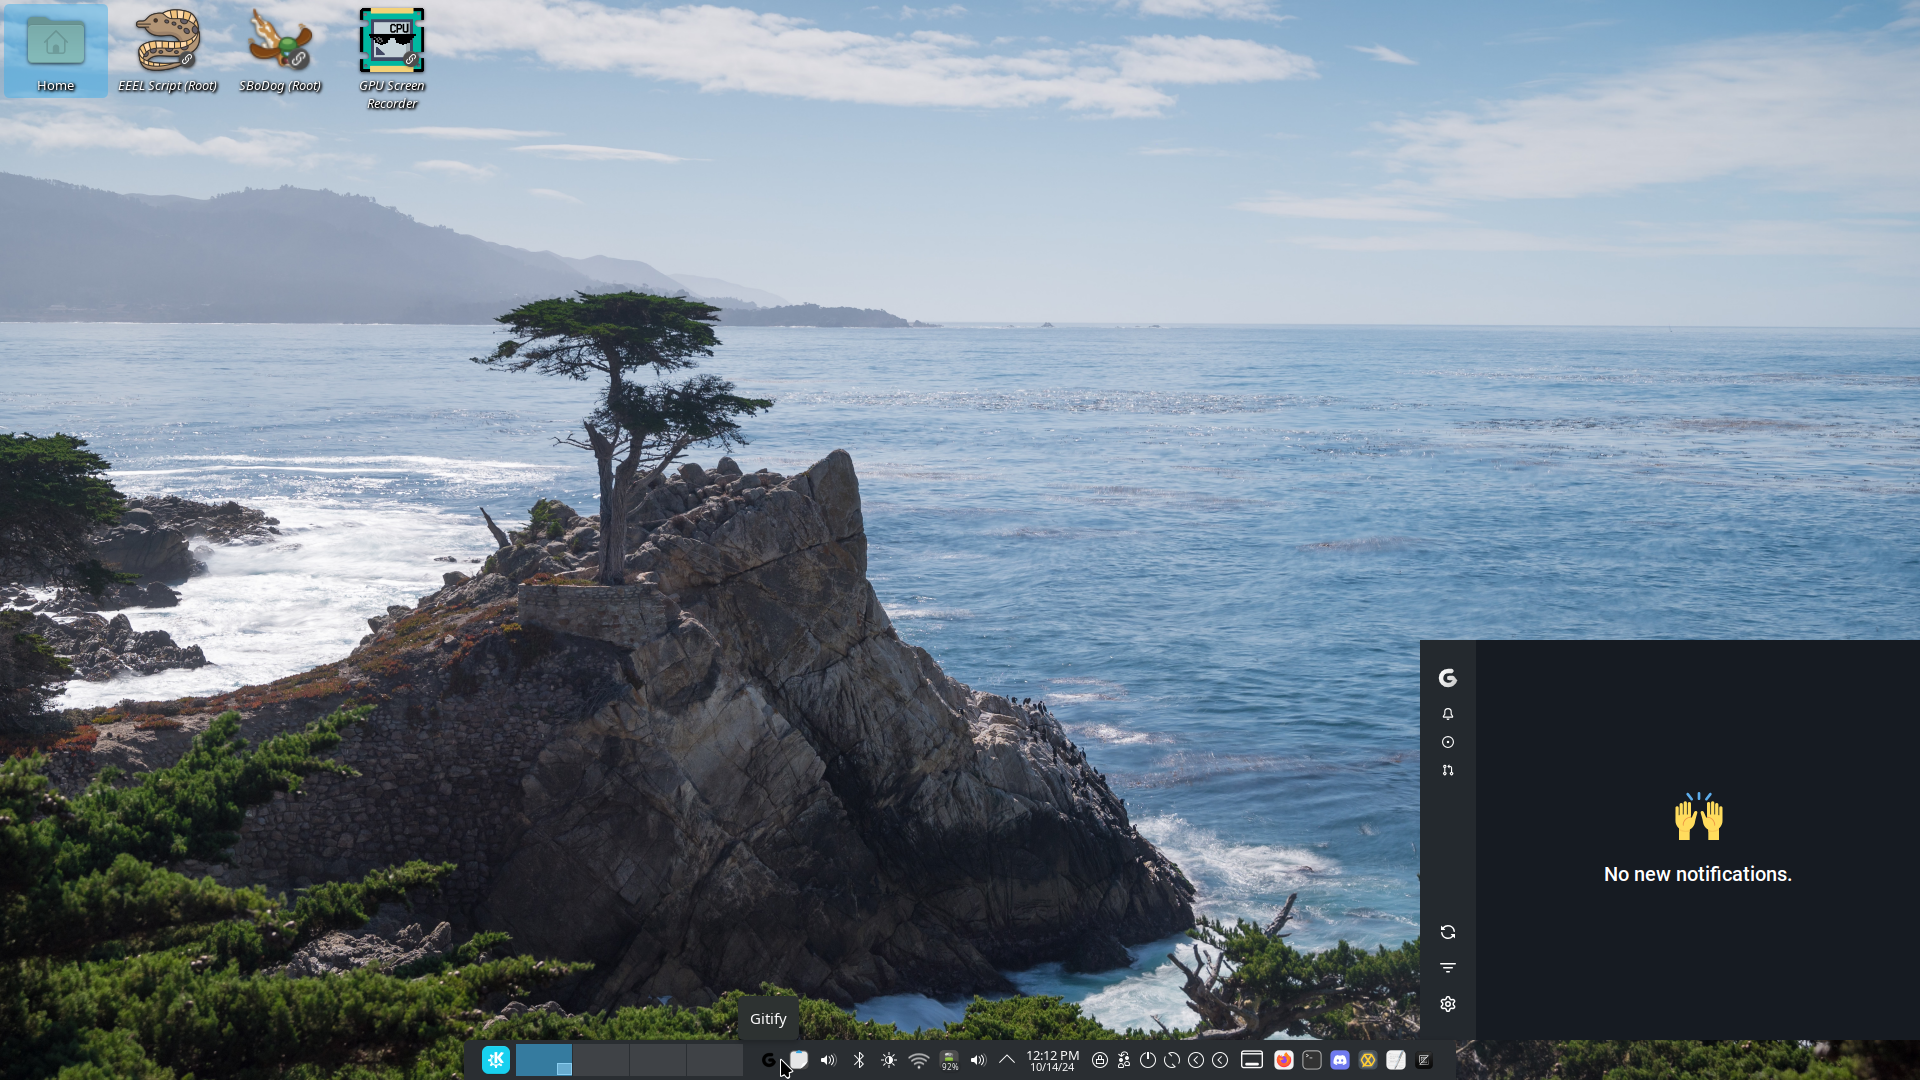 Home
EEEL Script (Root)
SBoDog (Root)
CPU
GPU Screen
Recorder
No new notifications.
Gitify
92%
12:12 PM
10/14/24